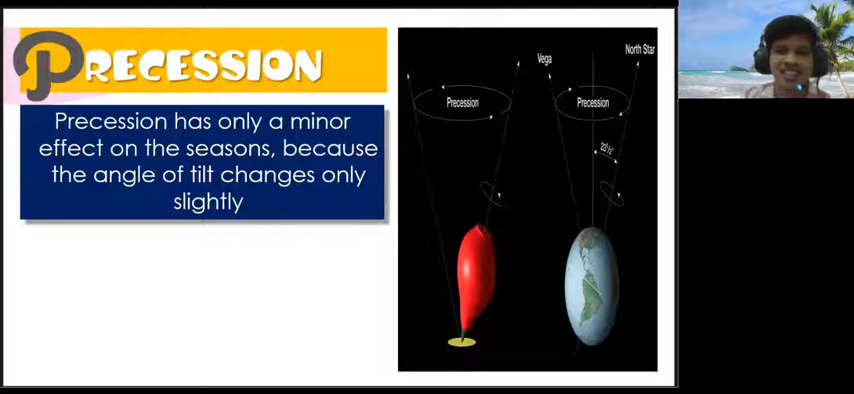 PRECESSION
Precession has only a minor
effect on the seasons, because
the angle of tilt changes only
slightly
Vega
North Star
Precession
Precession
23½°